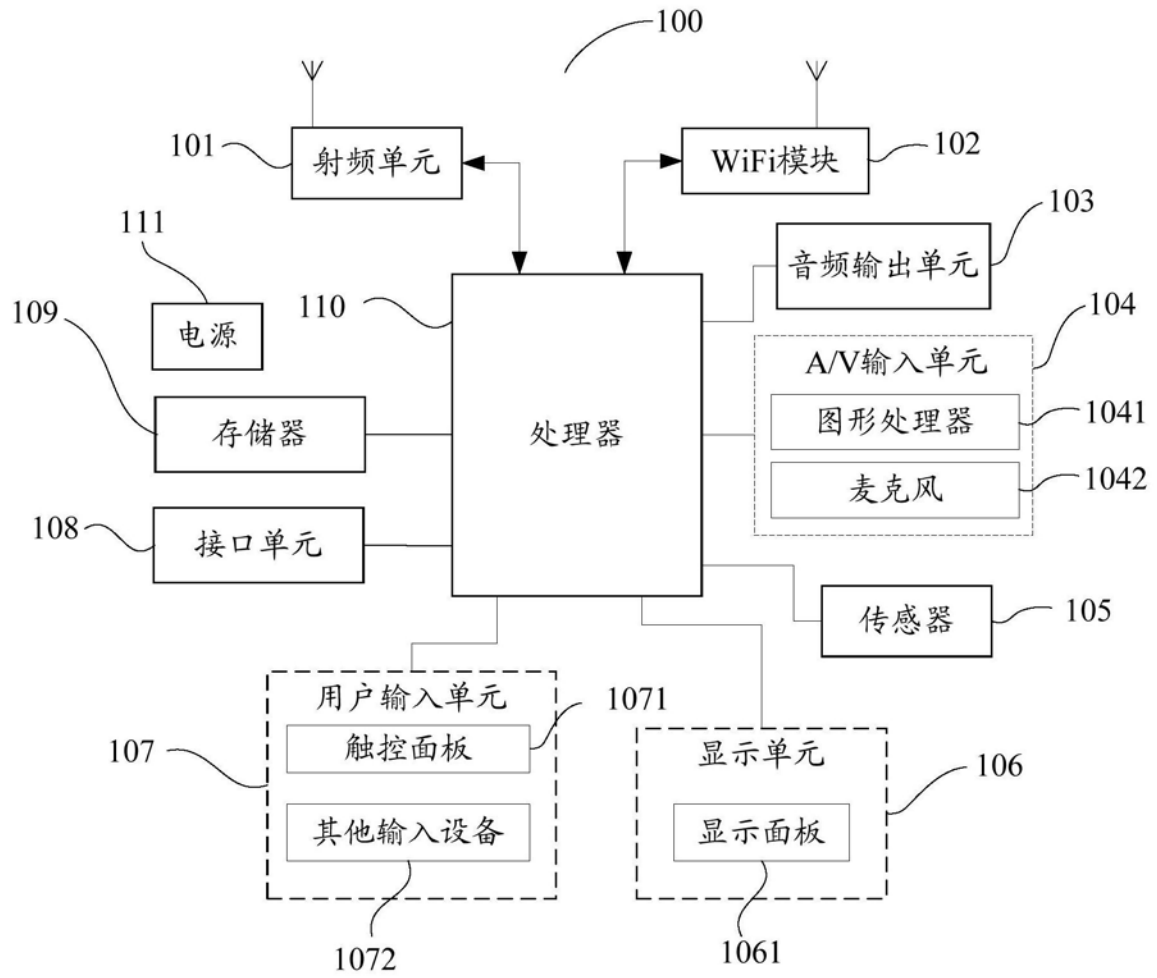 100
101
射频单元
WiFi模块
102
103
音频输出单元
111
电源
110
104
A/V输入单元
109
存储器
处理器
图形处理器
1041
麦克风
1042
108
接口单元
传感器
105
用户输入单元
1071
107
触控面板
显示单元
106
其他输入设备
显示面板
1072
1061